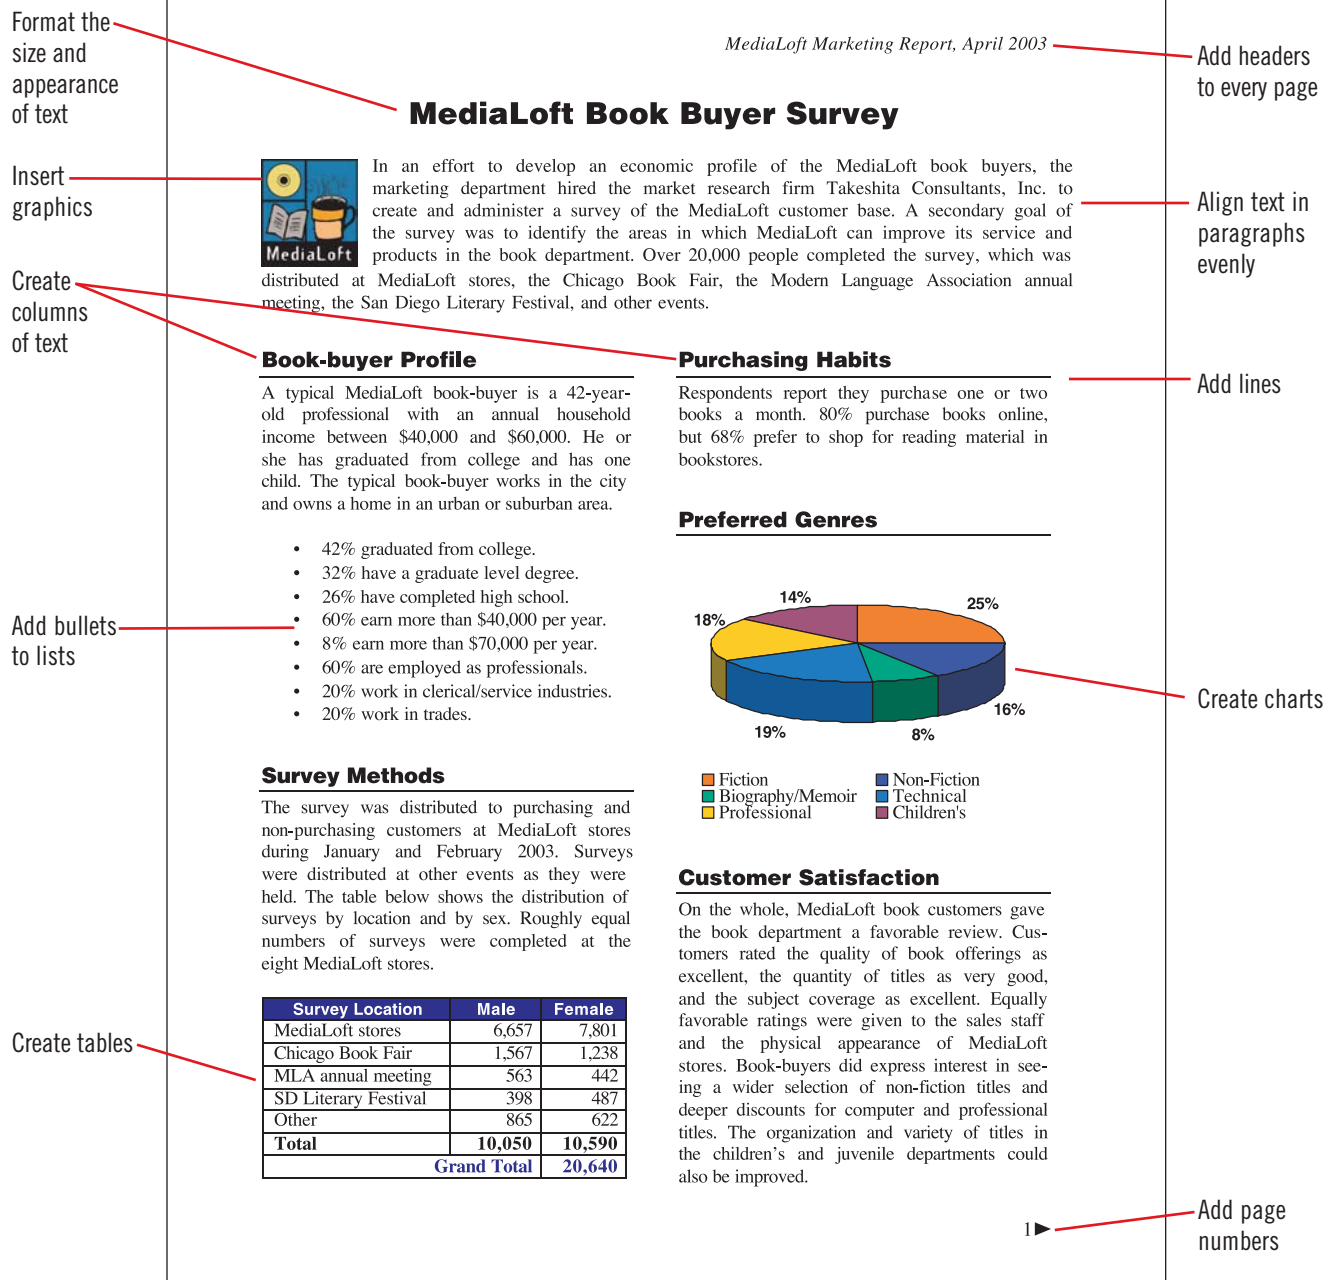 Format the
size and
appearance
of text
Insert
graphics
Create
columns
of text
Add bullets
to lists
Create tables
MediaLoft Marketing Report, April 2003
MediaLoft Book Buyer Survey
MediaLoft
In an effort to develop an economic profile of the MediaLoft book buyers, the
marketing department hired the market research firm Takeshita Consultants, Inc. to
create and administer a survey of the MediaLoft customer base. A secondary goal of
the survey was to identify the areas in which MediaLoft can improve its service and
products in the book department. Over 20,000 people completed the survey, which was
distributed at MediaLoft stores, the Chicago Book Fair, the Modern Language Association annual
meeting, the San Diego Literary Festival, and other events.
Book-buyer Profile
A typical MediaLoft book-buyer is a 42-year-
old professional with an annual household
income between $40,000 and $60,000. He or
she has graduated from college and has one
child. The typical book-buyer works in the city
and owns a home in an urban or suburban area.
• 42% graduated from college.
• 32% have a graduate level degree.
• 26% have completed high school.
• 60% earn more than $40,000 per year.
• 8% earn more than $70,000 per year.
• 60% are employed as professionals.
• 20% work in clerical/service industries.
• 20% work in trades.
Survey Methods
The survey was distributed to purchasing and
non-purchasing customers at MediaLoft stores
during January and February 2003. Surveys
were distributed at other events as they were
held. The table below shows the distribution of
surveys by location and by sex. Roughly equal
numbers of surveys were completed at the
eight MediaLoft stores.
Survey Location Male Female
MediaLoft stores 6,657 7,801
Chicago Book Fair 1,567 1,238
MLA annual meeting 563 442
SD Literary Festival 398 487
Other 865 622
Total 10,050 10,590
Grand Total 20,640
Purchasing Habits
Respondents report they purchase one or two
books a month. 80% purchase books online,
but 68% prefer to shop for reading material in
bookstores.
Preferred Genres
14%
25%
18%
16%
19%
8%
Fiction Non-Fiction
Biography/Memoir Technical
Professional Children's
Customer Satisfaction
On the whole, MediaLoft book customers gave
the book department a favorable review. Cus-
tomers rated the quality of book offerings as
excellent, the quantity of titles as very good,
and the subject coverage as excellent. Equally
favorable ratings were given to the sales staff
and the physical appearance of MediaLoft
stores. Book-buyers did express interest in see-
ing a wider selection of non-fiction titles and
deeper discounts for computer and professional
titles. The organization and variety of titles in
the children's and juvenile departments could
also be improved.
1
Add headers
to every page
Align text in
paragraphs
evenly
Add lines
Create charts
Add page
numbers